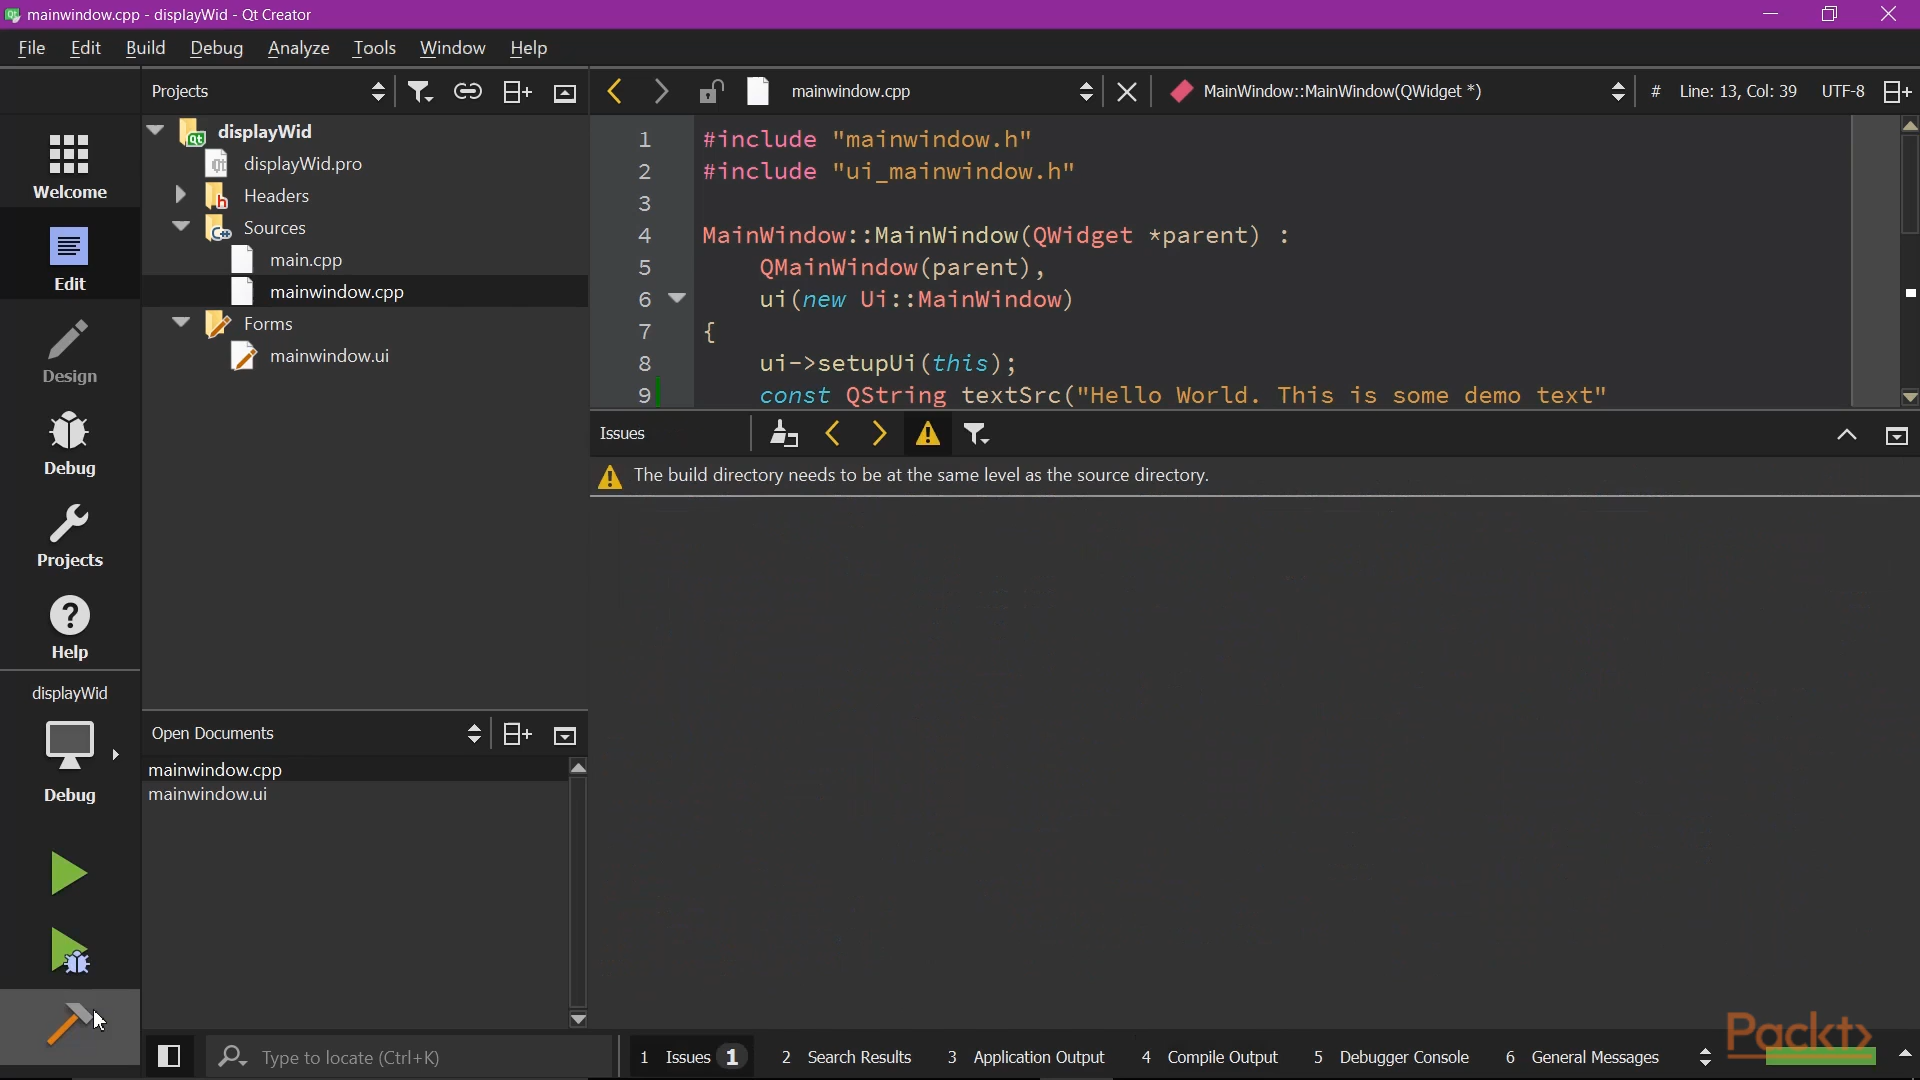 mainwindow.cpp - displayWid - Qt Creator
File Edit Build Debug Analyze Tools Window Help
Projects
mainwindow.cpp
MainWindow::MainWindow(QWidget *)
# Line: 13, Col: 39 UTF-8
Welcome
Edit
Design
Debug
Projects
Help
displayWid
Debug
displayWid
displayWid.pro
Headers
Sources
main.cpp
mainwindow.cpp
Forms
mainwindow.ui
1 #include "mainwindow.h"
2 #include "ui_mainwindow.h"
3
4 MainWindow::MainWindow(QWidget *parent) :
5 QMainWindow(parent),
6 ui(new Ui::MainWindow)
7 {
8 ui->setupUi(this);
9 const QString textSrc("Hello World. This is some demo text"
Issues
The build directory needs to be at the same level as the source directory.
Open Documents
mainwindow.cpp
mainwindow.ui
Type to locate (Ctrl+K)
1 Issues 1 2 Search Results 3 Application Output 4 Compile Output 5 Debugger Console 6 General Messages
Packt>